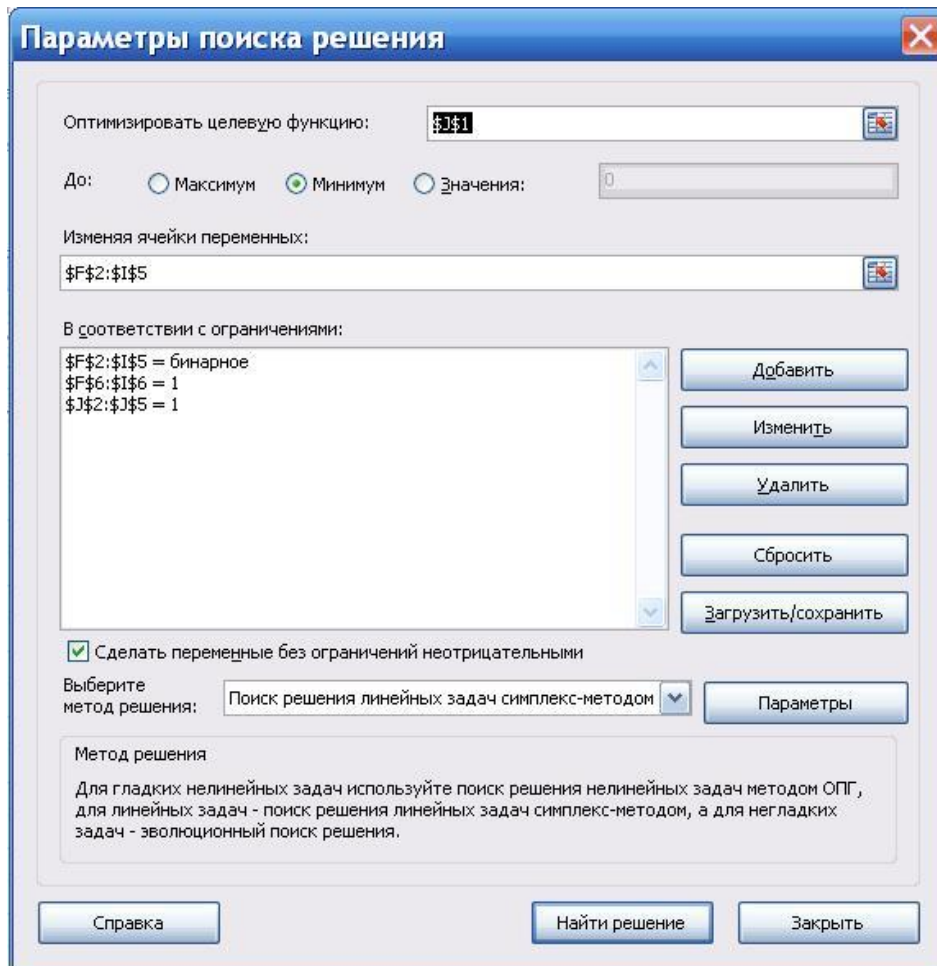 Параметры поиска решения
Оптимизировать целевую функцию:
$J$1
До:
Максимум
Минимум
Значения:
0
Изменяя ячейки переменных:
$F$2:$I$5
В соответствии с ограничениями:
$F$2:$I$5 = бинарное
$F$6:$I$6 = 1
$J$2:$J$5 = 1
Добавить
Изменить
Удалить
Сбросить
Загрузить/сохранить
Сделать переменные без ограничений неотрицательными
Выберите
метод решения:
Поиск решения линейных задач симплекс-методом
Параметры
Метод решения
Для гладких нелинейных задач используйте поиск решения нелинейных задач методом ОПГ,
для линейных задач - поиск решения линейных задач симплекс-методом, а для негладких
задач - эволюционный поиск решения.
Справка
Найти решение
Закрыть